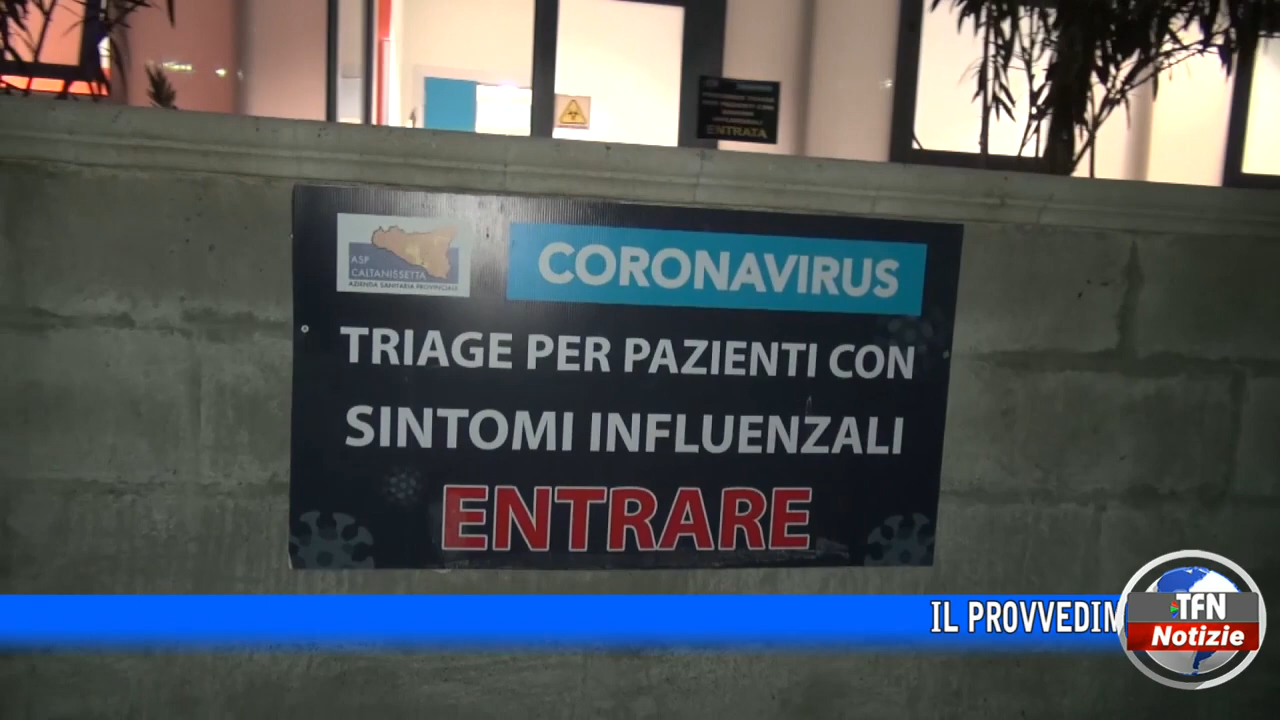 ENTRATA
ASP
CALTANISSETTA
AZIENDA SANITARIA PROVINCIALE
CORONAVIRUS
TRIAGE PER PAZIENTI CON
SINTOMI INFLUENZALI
ENTRARE
IL PROVVEDIM
TFN
Notizie